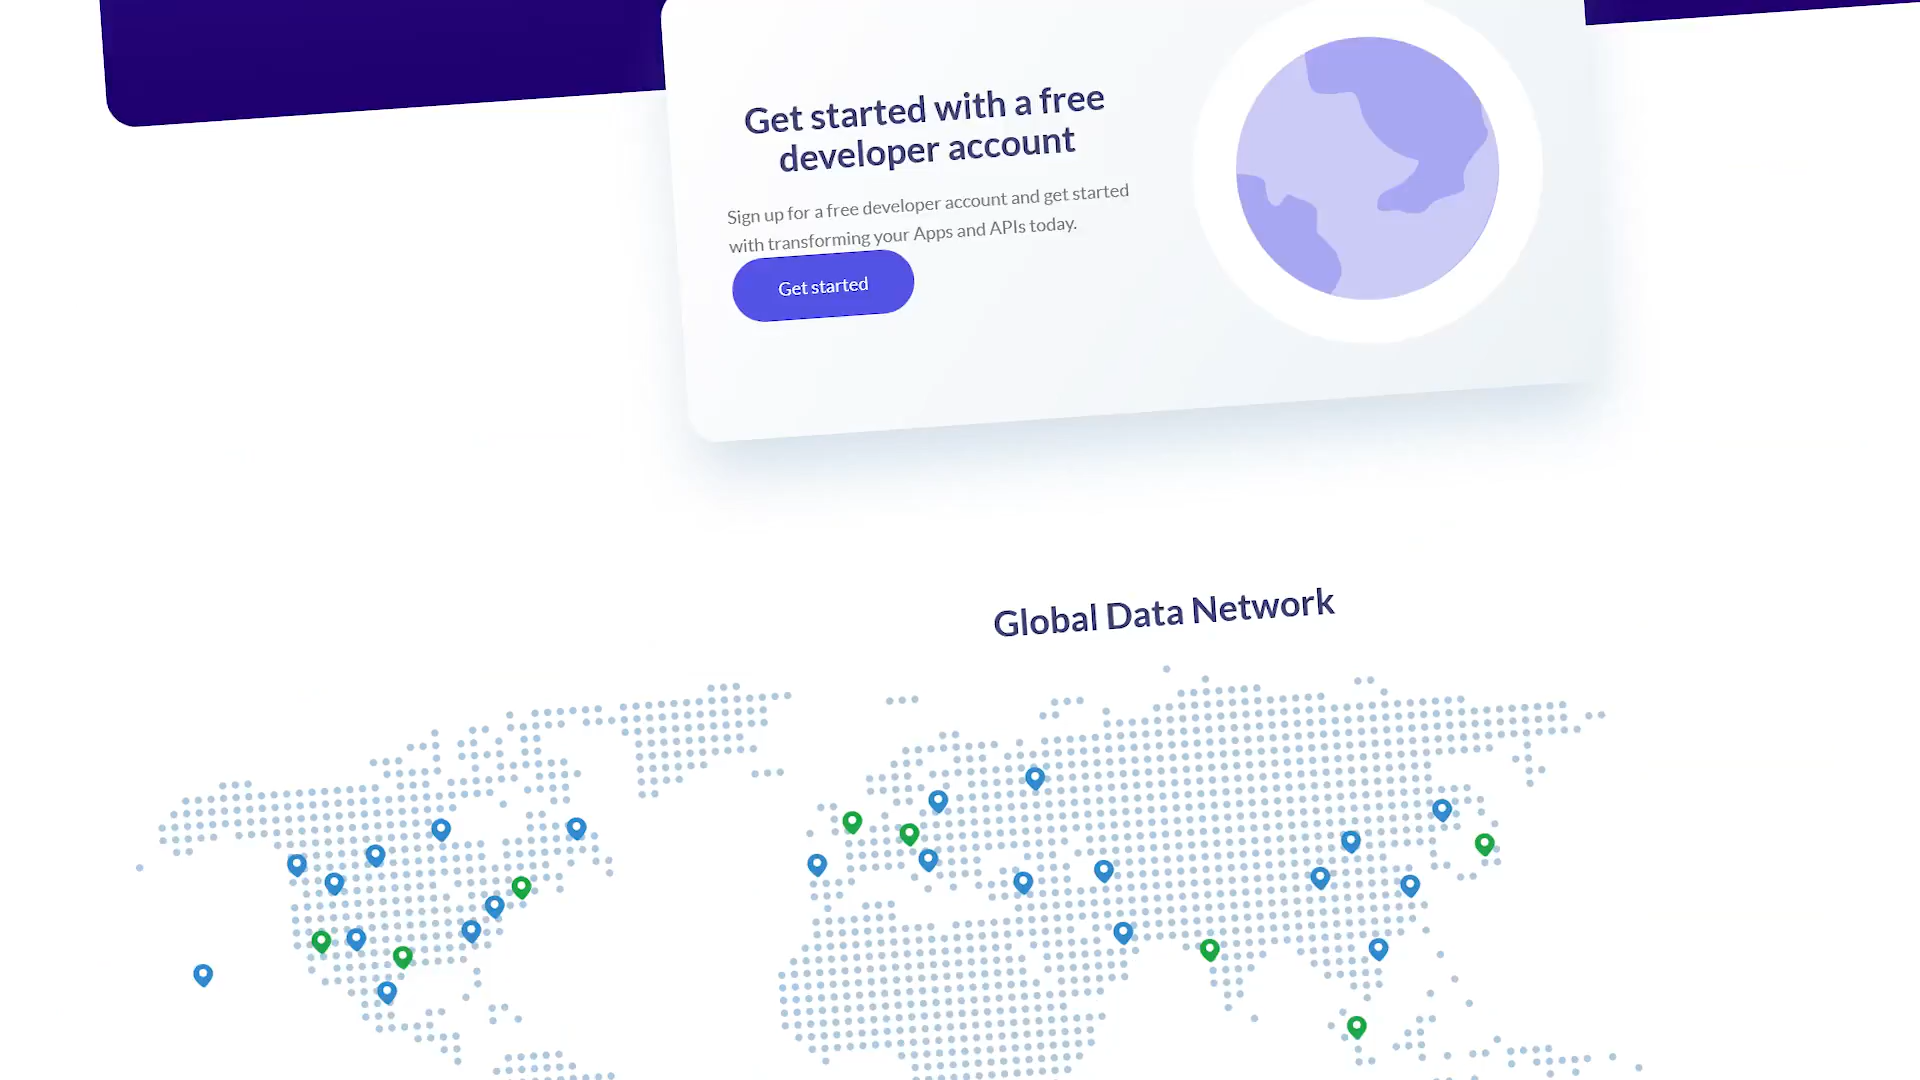 Get started with a free
developer account
Sign up for a free developer account and get started
with transforming your Apps and APIs today.
Get started
Global Data Network